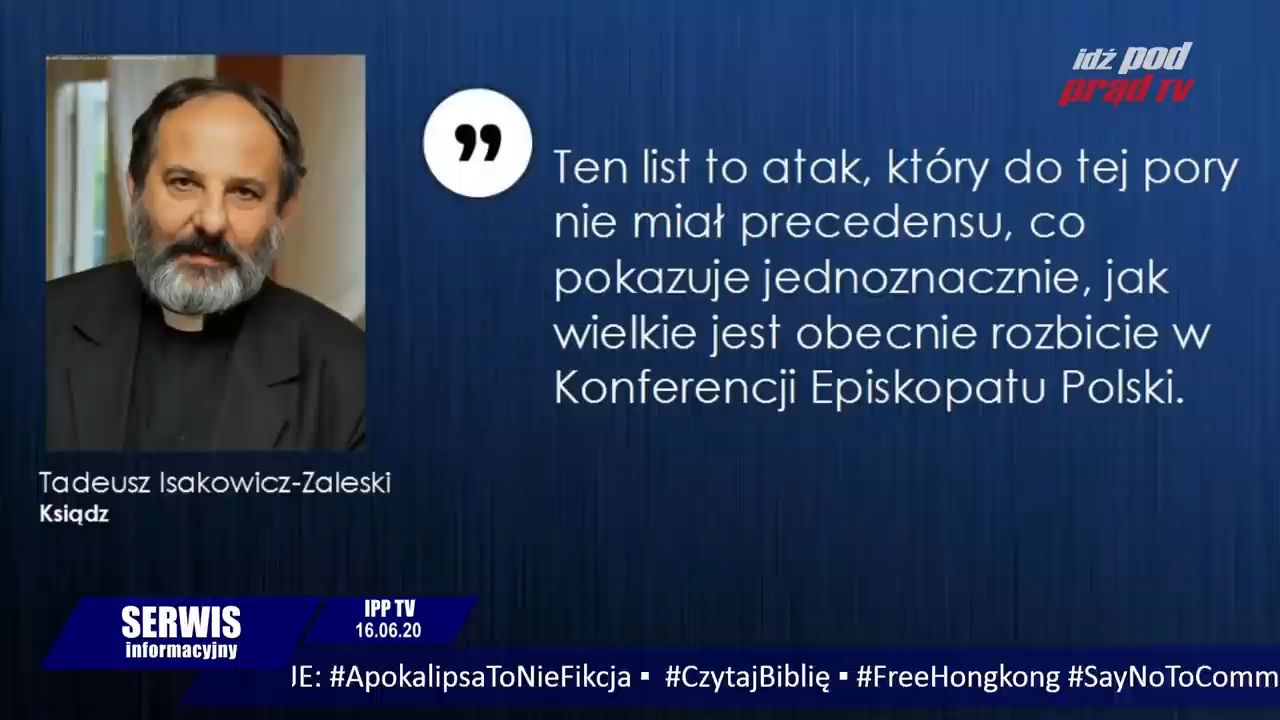 idź pod
prąd TV
”
Ten list to atak, który do tej pory
nie miał precedensu, co
pokazuje jednoznacznie, jak
wielkie jest obecnie rozbicie w
Konferencji Episkopatu Polski.
Tadeusz Isakowicz-Zaleski
Ksiądz
SERWIS
informacyjny
IPP TV
16.06.20
JE: #ApokalipsaToNieFikcja ▪ #CzytajBiblię ▪ #FreeHongkong #SayNoToComm